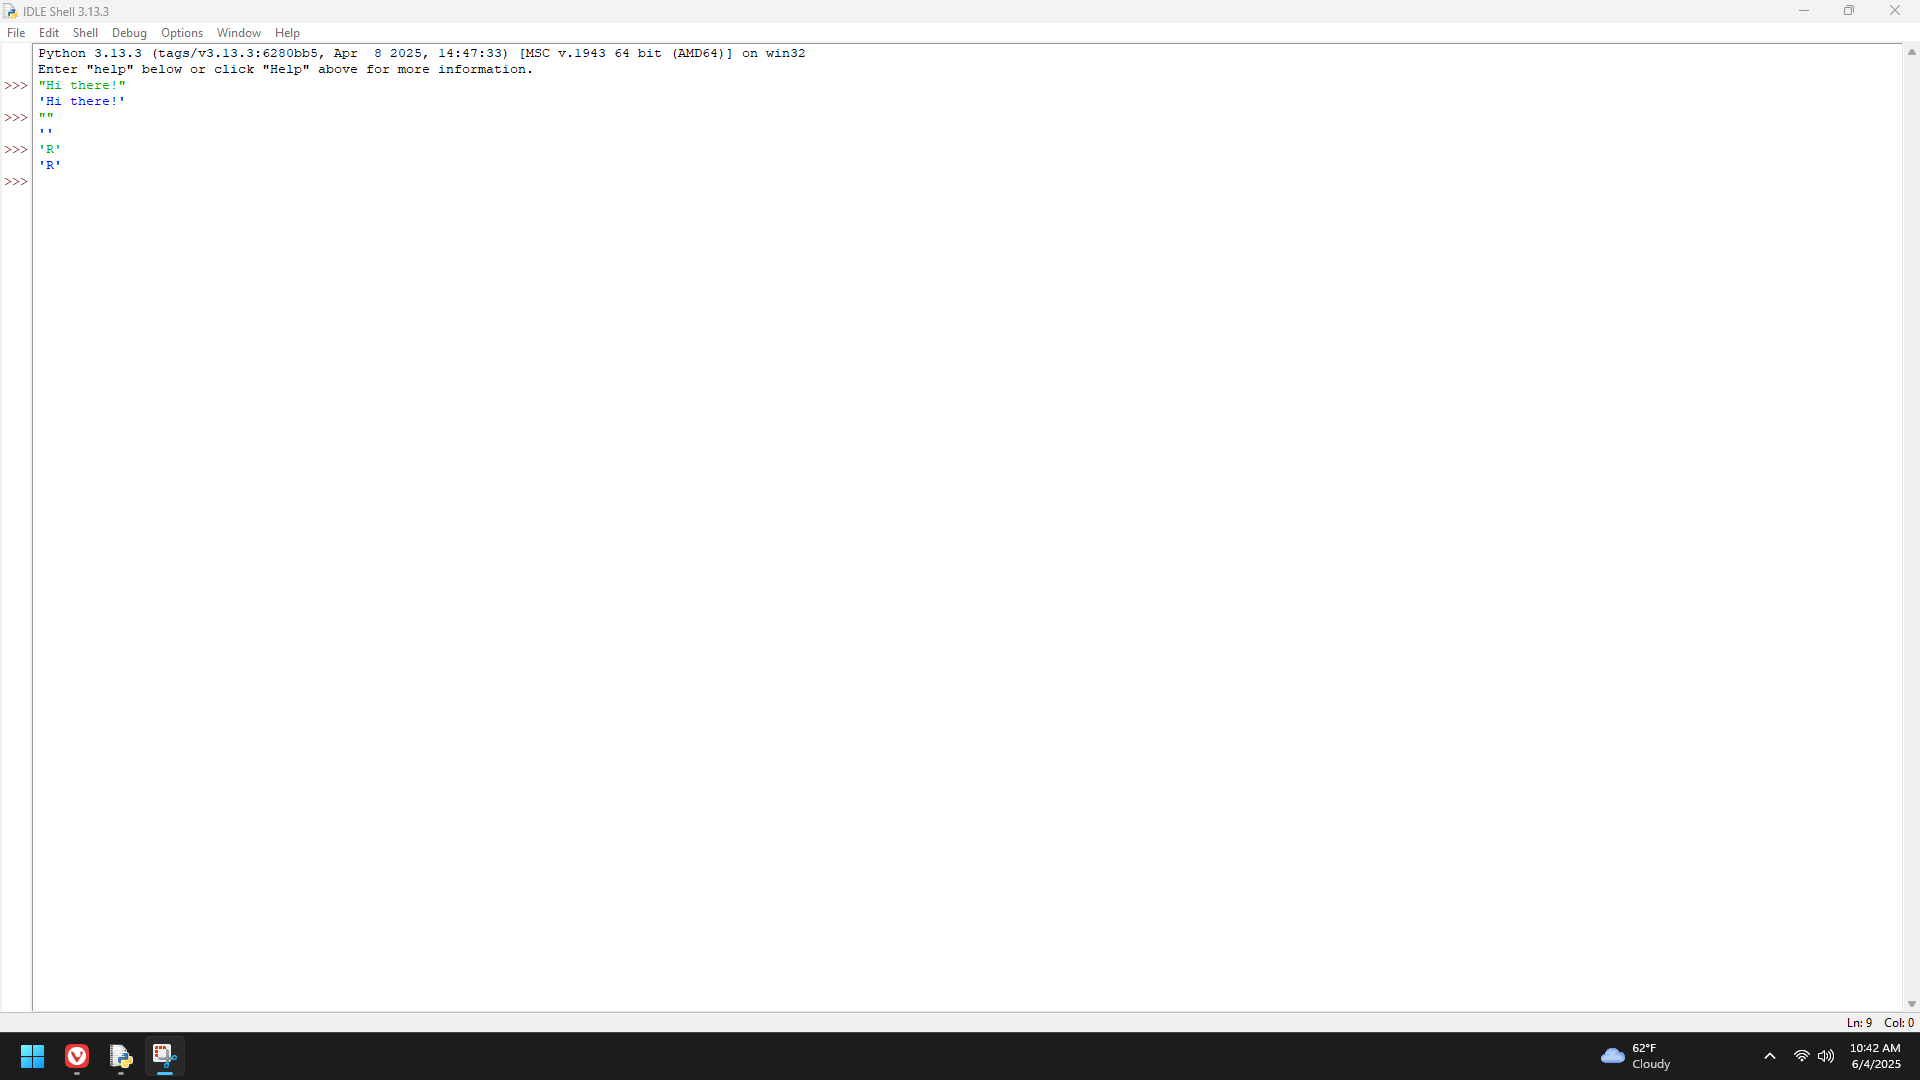 IDLE Shell 3.13.3
File Edit Shell Debug Options Window Help
Python 3.13.3 (tags/v3.13.3:6280bb5, Apr  8 2025, 14:47:33) [MSC v.1943 64 bit (AMD64)] on win32
Enter "help" below or click "Help" above for more information.
>>> "Hi there!"
'Hi there!'
>>> ""
''
>>> 'R'
'R'
>>>
Ln: 9 Col: 0
62°F
Cloudy
10:42 AM
6/4/2025